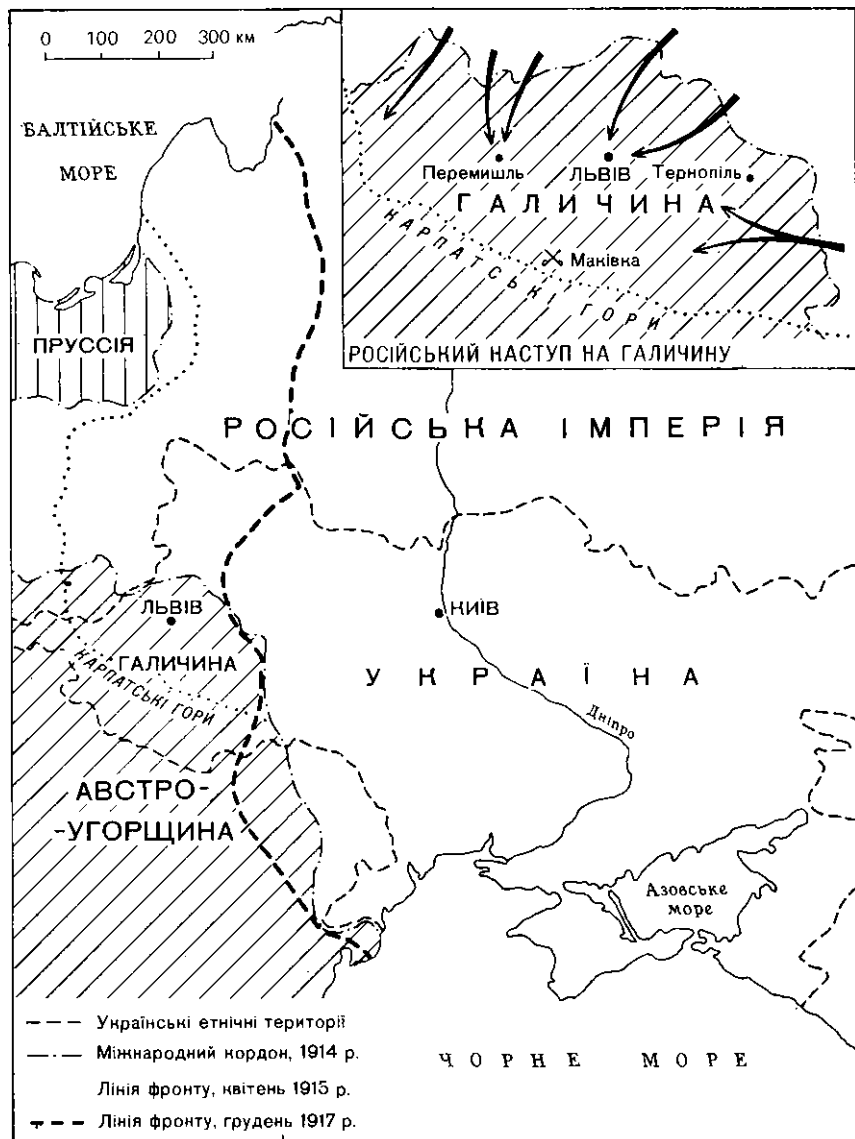 0 100 200 300 км
БАЛТІЙСЬКЕ
МОРЕ
Перемишль
ЛЬВІВ
Тернопіль
ГАЛИЧИНА
Маківка
КАРПАТСЬКІ ГОРИ
РОСІЙСЬКИЙ НАСТУП НА ГАЛИЧИНУ
ПРУССІЯ
РОСІЙСЬКА ІМПЕРІЯ
ЛЬВІВ
КИЇВ
ГАЛИЧИНА
УКРАЇНА
КАРПАТСЬКІ ГОРИ
Дніпро
АВСТРО-
-УГОРЩИНА
Азовське
море
Українські етнічні території
Міжнародний кордон, 1914 р.
Лінія фронту, квітень 1915 р.
Лінія фронту, грудень 1917 р.
ЧОРНЕ МОРЕ